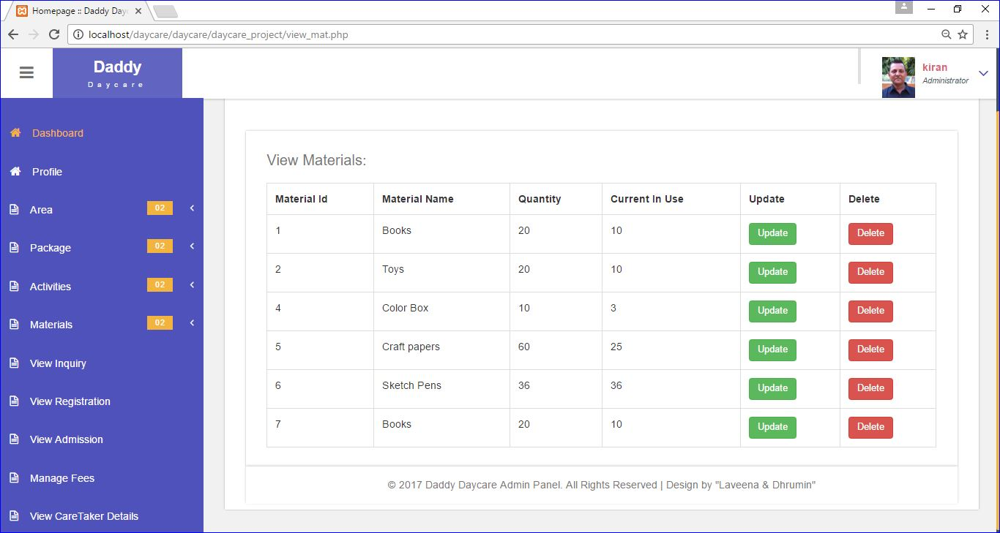 Homepage :: Daddy Dayc
localhost/daycare/daycare/daycare_project/view_mat.php
Daddy
Daycare
kiran
Administrator
Dashboard
Profile
Area 02
Package 02
Activities 02
Materials 02
View Inquiry
View Registration
View Admission
Manage Fees
View CareTaker Details
View Materials:
Material Id Material Name Quantity Current In Use Update Delete
1 Books 20 10 Update Delete
2 Toys 20 10 Update Delete
4 Color Box 10 3 Update Delete
5 Craft papers 60 25 Update Delete
6 Sketch Pens 36 36 Update Delete
7 Books 20 10 Update Delete
© 2017 Daddy Daycare Admin Panel. All Rights Reserved | Design by "Laveena & Dhrumin"